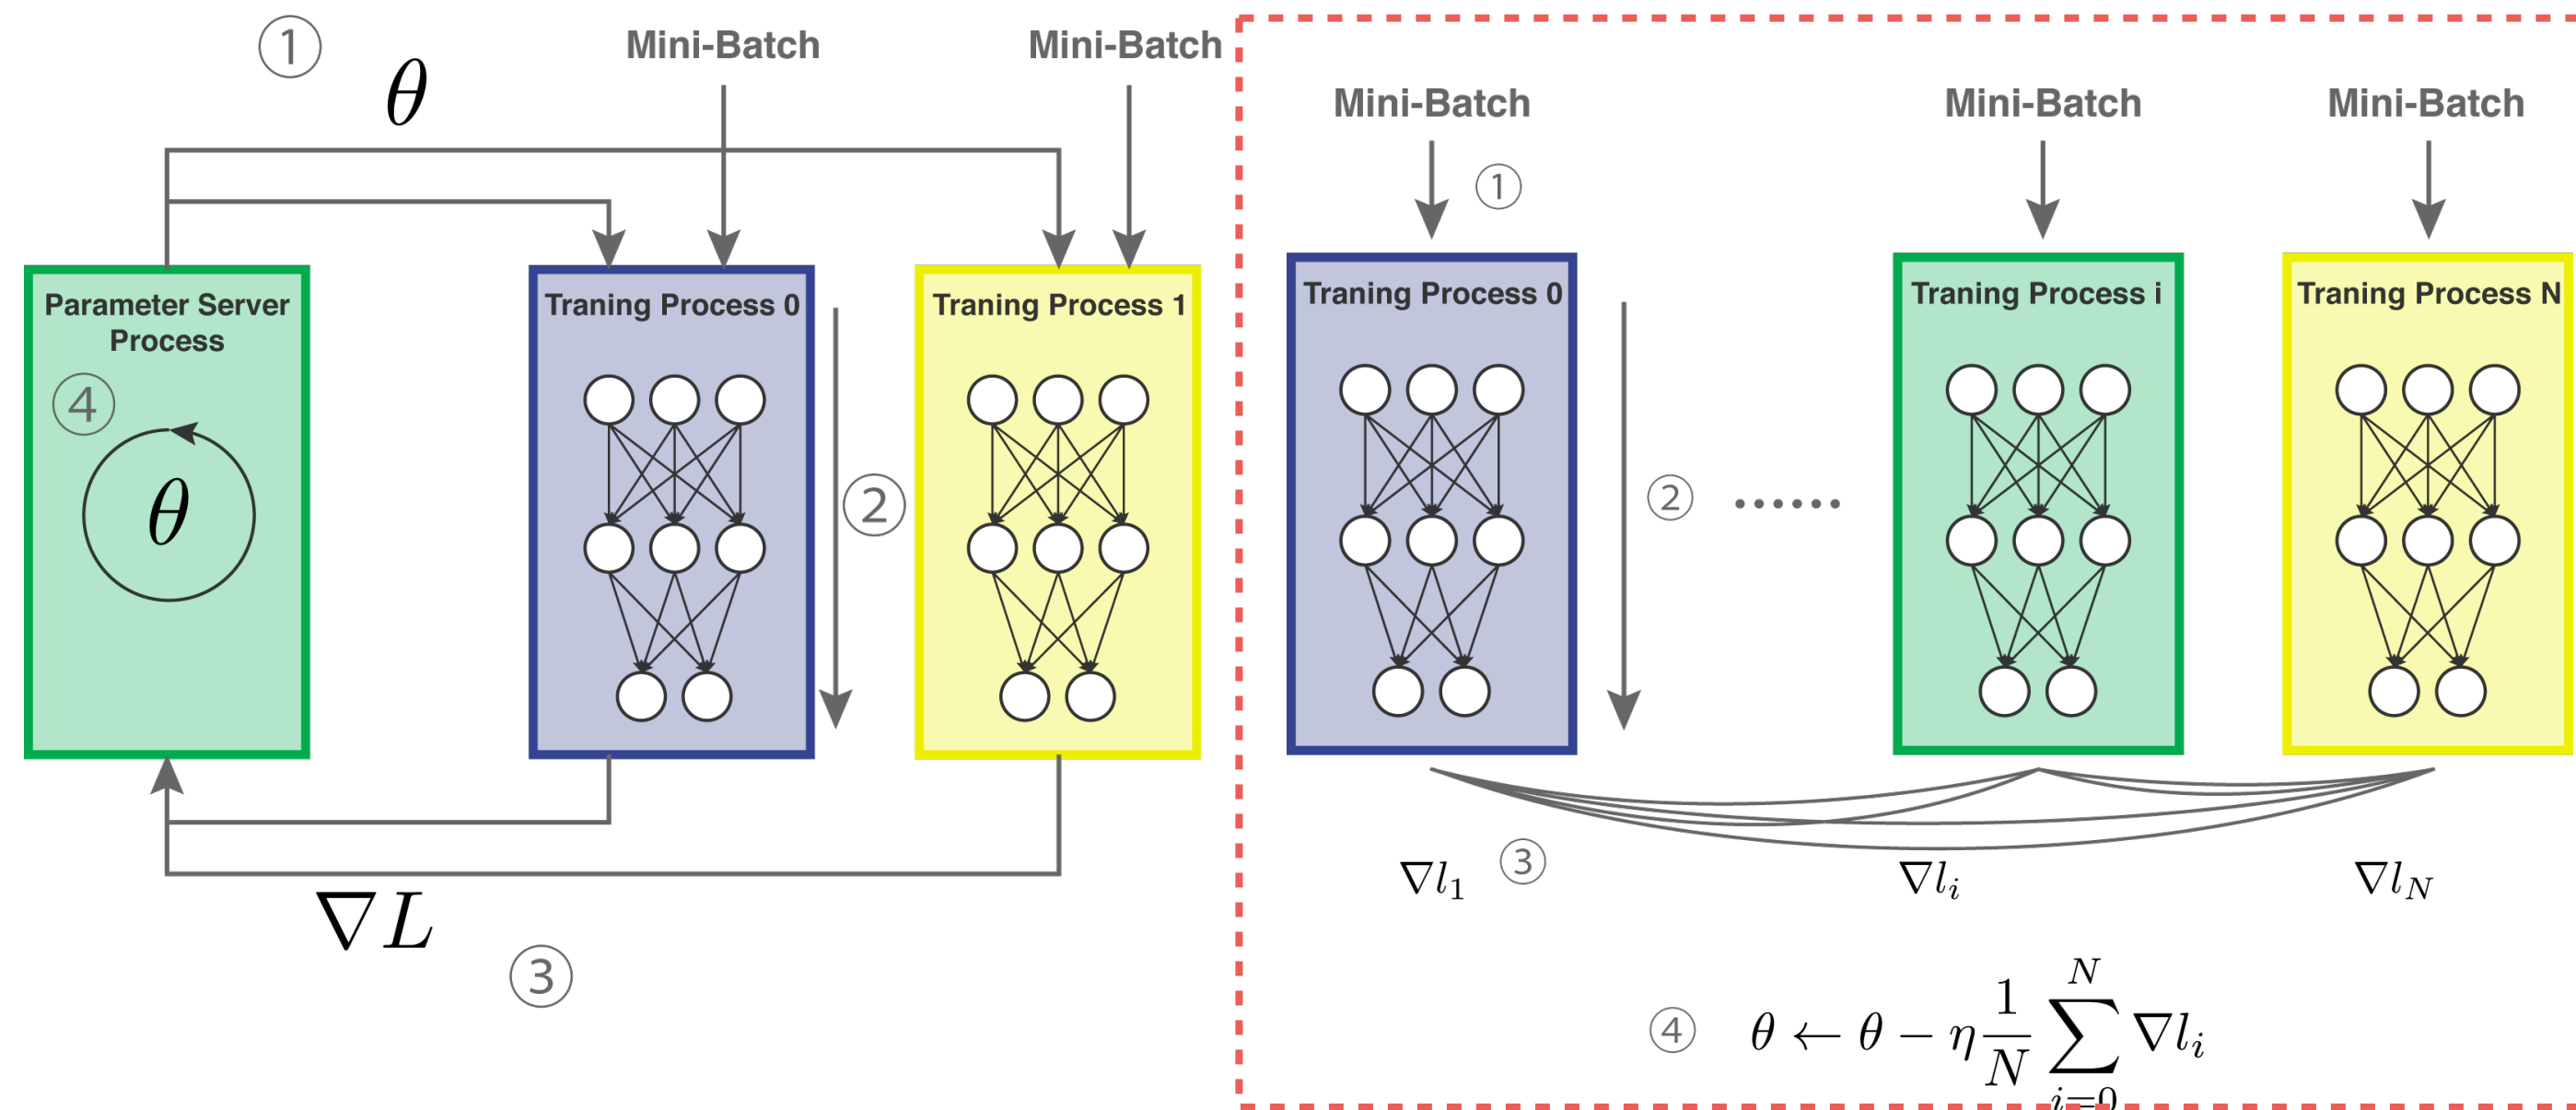 ①
θ
Mini-Batch
Mini-Batch
Parameter Server
Process
④
θ
Traning Process 0
②
Traning Process 1
∇L
③
Mini-Batch
①
Mini-Batch
Mini-Batch
Traning Process 0
②
......
Traning Process i
Traning Process N
∇l₁
③
∇lᵢ
∇l_N
④ θ ← θ − η 1/N ∑_{i=0}^{N} ∇lᵢ